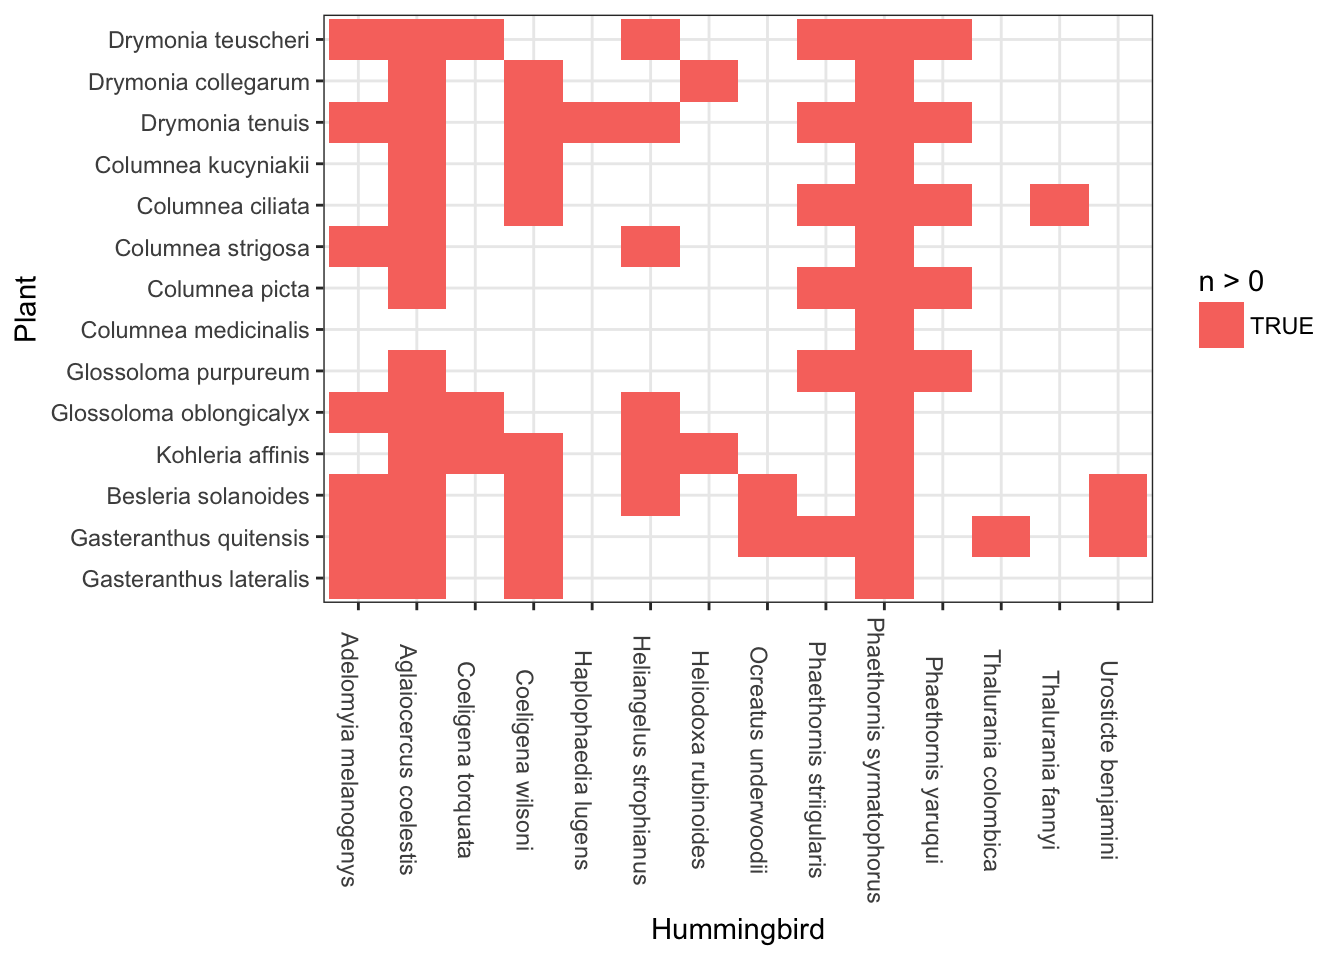 Drymonia teuscheri
Drymonia collegarum
Drymonia tenuis
Columnea kucyniakii
Columnea ciliata
Columnea strigosa
Columnea picta
Columnea medicinalis
Glossoloma purpureum
Glossoloma oblongicalyx
Kohleria affinis
Besleria solanoides
Gasteranthus quitensis
Gasteranthus lateralis
Plant
Adelomyia melanogenys
Aglaiocercus coelestis
Coeligena torquata
Coeligena wilsoni
Haplophaedia lugens
Heliangelus strophianus
Heliodoxa rubinoides
Ocreatus underwoodii
Phaethornis striigularis
Phaethornis syrmatophorus
Phaethornis yaruqui
Thalurania colombica
Thalurania fannyi
Urosticte benjamini
Hummingbird
n > 0
TRUE